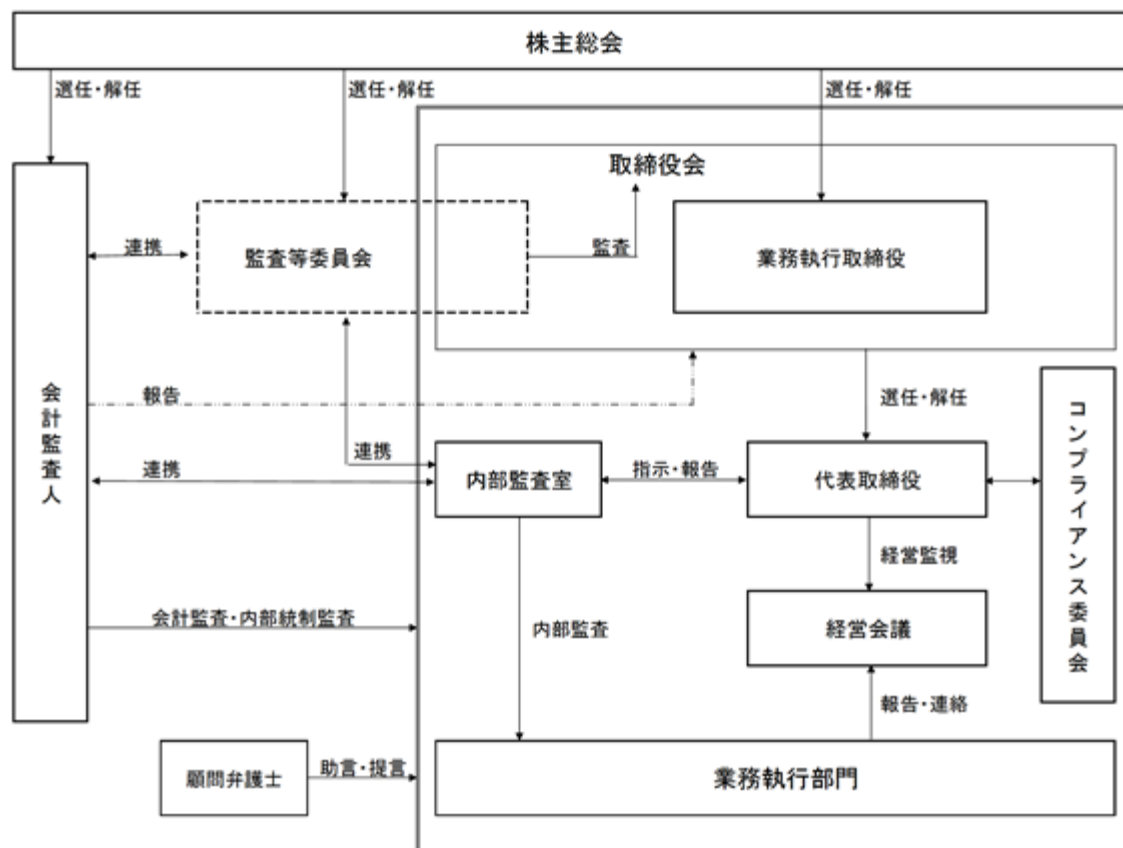 株主総会
選任・解任
選任・解任
選任・解任
取締役会
連携
監査等委員会
監査
業務執行取締役
会計監査人
報告
選任・解任
コンプライアンス委員会
連携
連携
内部監査室
指示・報告
代表取締役
経営監視
会計監査・内部統制監査
内部監査
経営会議
報告・連絡
顧問弁護士
助言・提言
業務執行部門